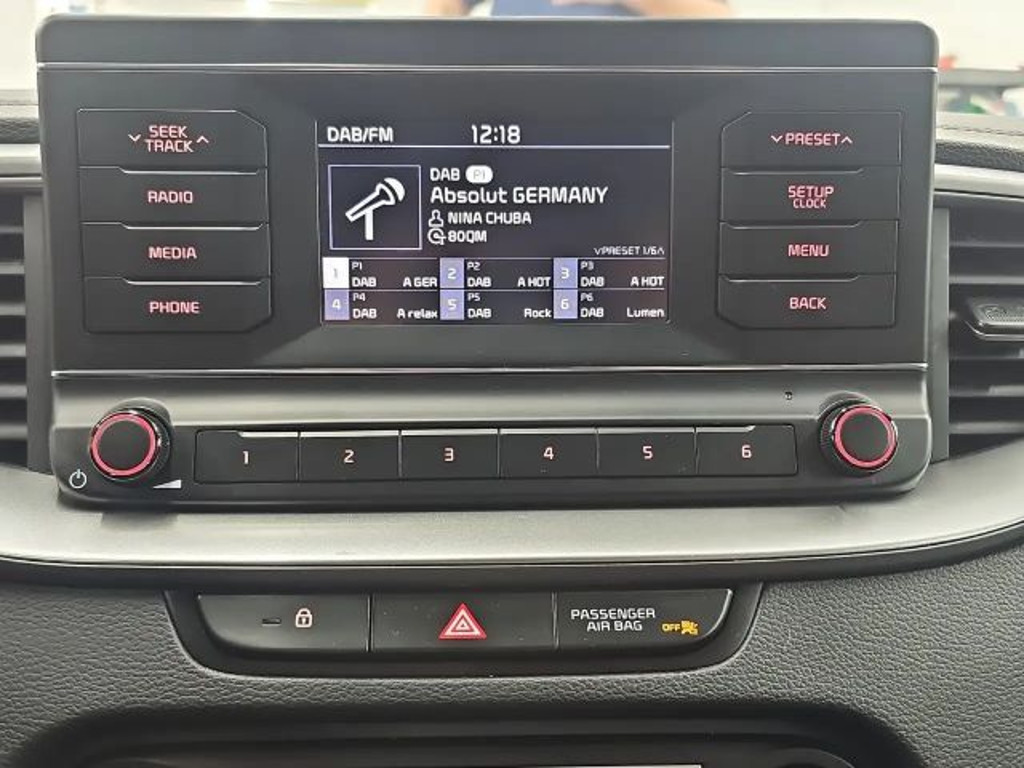 SEEK
TRACK
RADIO
MEDIA
PHONE
DAB/FM 12:18
DAB P1
Absolut GERMANY
NINA CHUBA
80QM
PRESET 1/6
1 P1 DAB A GER
2 P2 DAB A HOT
3 P3 DAB A HOT
4 P4 DAB A relax
5 P5 DAB Rock
6 P6 DAB Lumen
PRESET
SETUP
CLOCK
MENU
BACK
1 2 3 4 5 6
PASSENGER
AIR BAG OFF